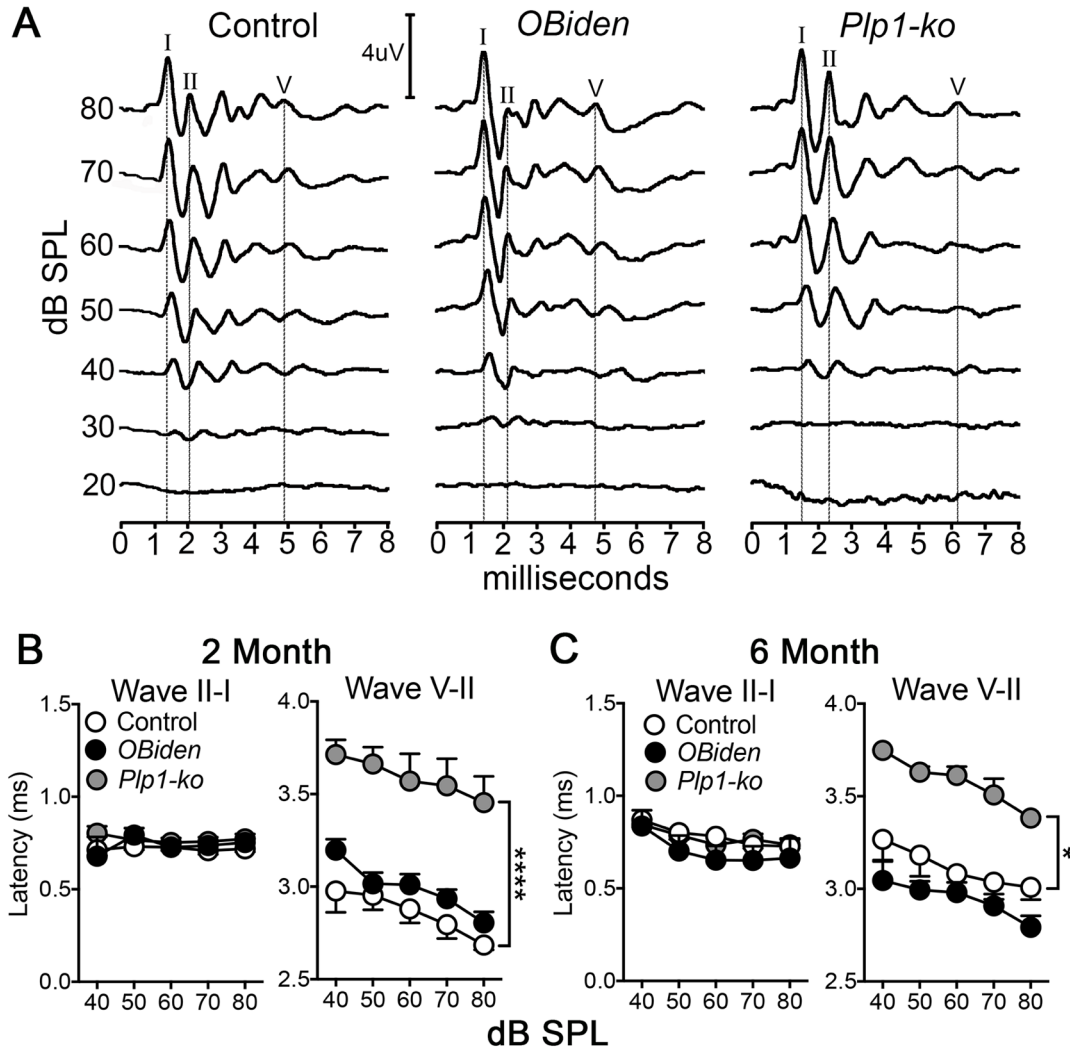 A
Control
4uV
OBiden
Plp1-ko
I
II
V
I
II
V
I
II
V
dB SPL
80
70
60
50
40
30
20
0 1 2 3 4 5 6 7 8
0 1 2 3 4 5 6 7 8
0 1 2 3 4 5 6 7 8
milliseconds
B
2 Month
Wave II-I
Control
OBiden
Plp1-ko
Latency (ms)
1.5
1.0
0.5
0.0
40 50 60 70 80
Wave V-II
4.0
3.5
3.0
2.5
****
40 50 60 70 80
C
6 Month
Wave II-I
Control
OBiden
Plp1-ko
Latency (ms)
1.5
1.0
0.5
0.0
40 50 60 70 80
Wave V-II
4.0
3.5
3.0
2.5
*
40 50 60 70 80
dB SPL